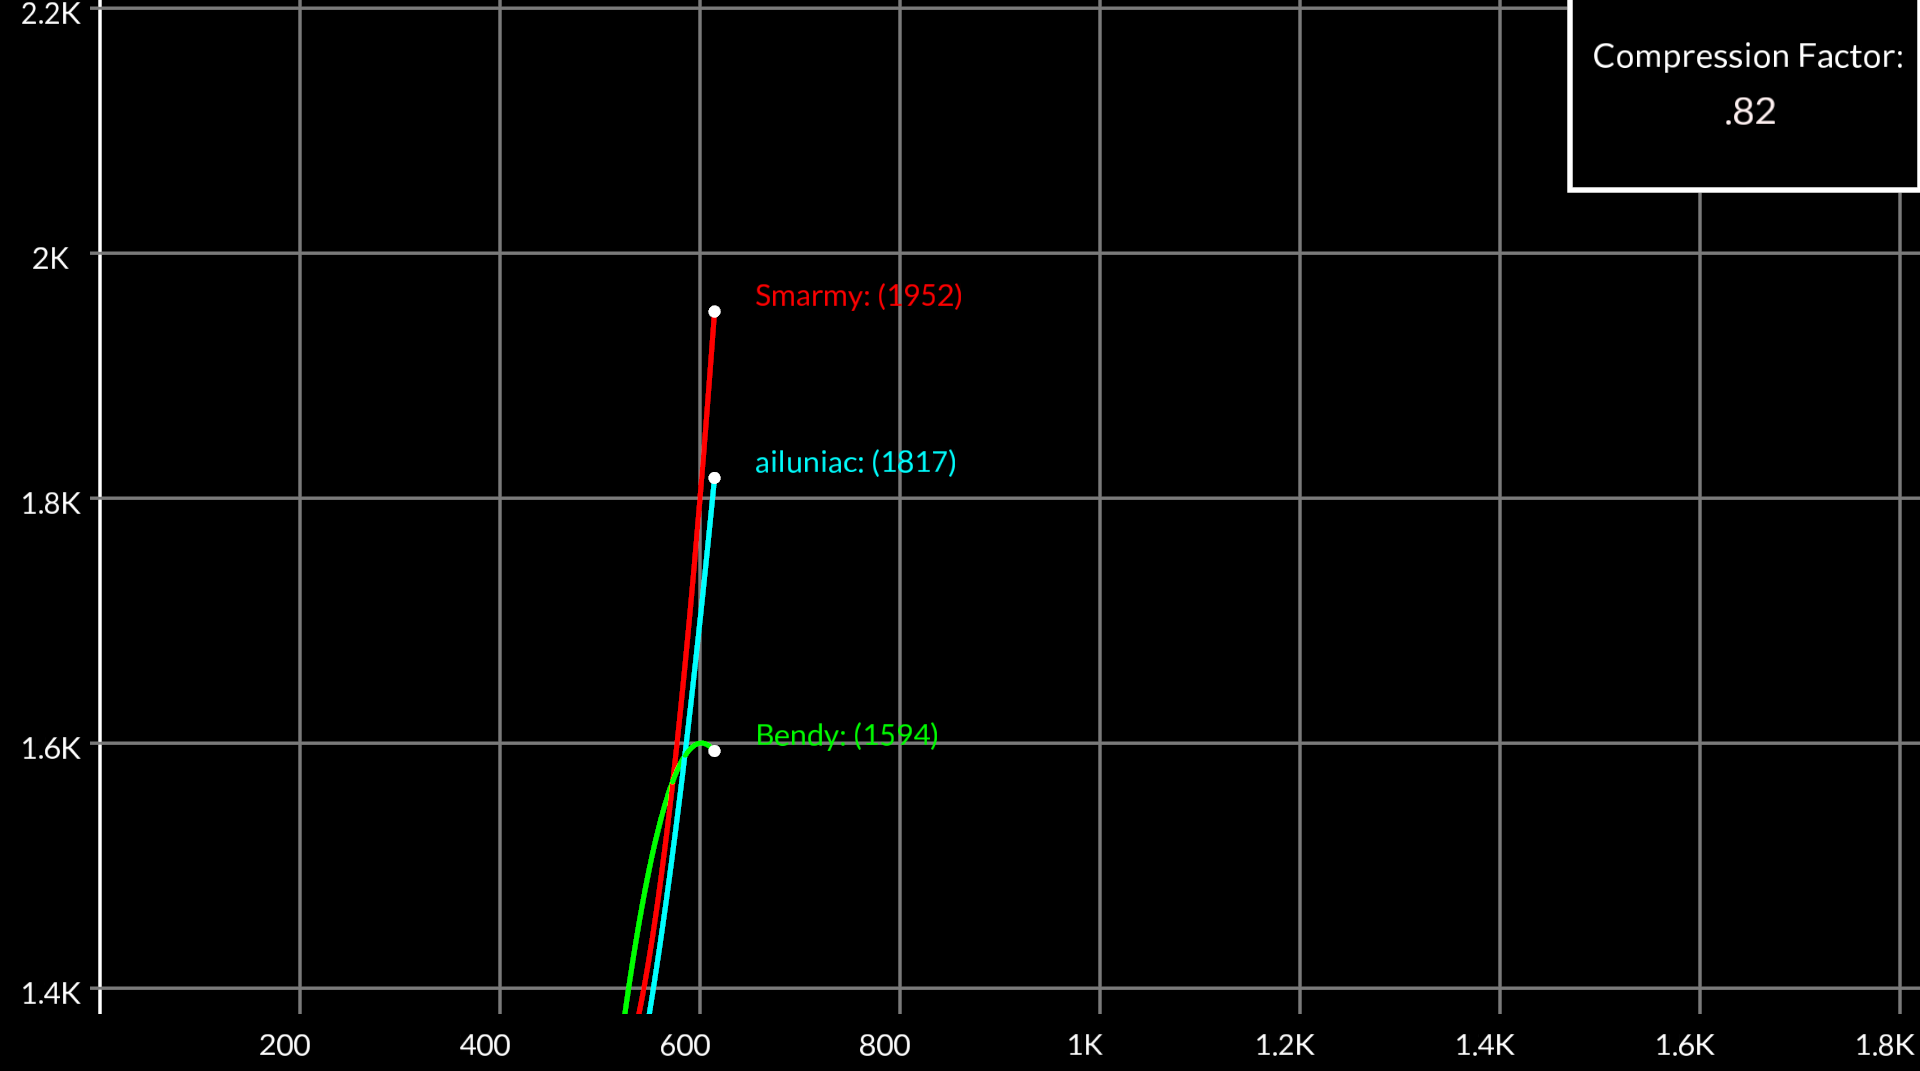 2.2K
Compression Factor:
.82
2K
Smarmy: (1952)
ailuniac: (1817)
1.8K
Bendy: (1594)
1.6K
1.4K
200 400 600 800 1K 1.2K 1.4K 1.6K 1.8K